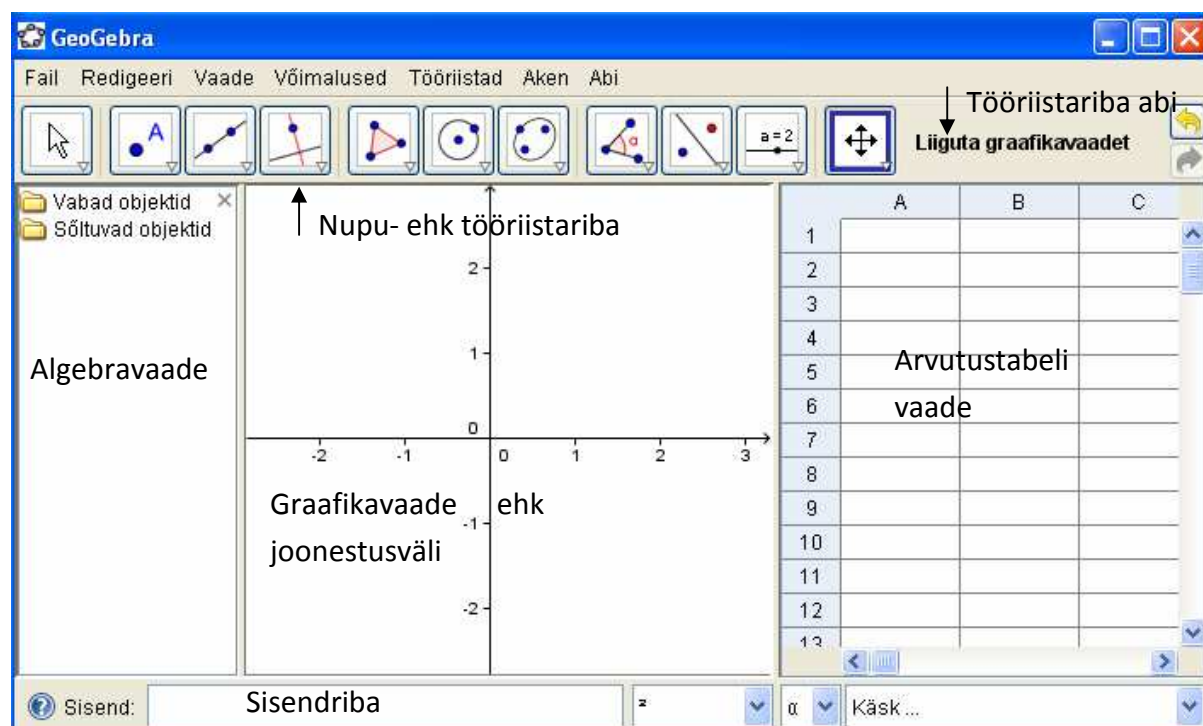 GeoGebra
Fail Redigeeri Vaade Võimalused Tööriistad Aken Abi
Tööriistariba abi
A
α
a = 2
Liiguta graafikavaadet
Vabad objektid
Sõltuvad objektid
Nupu- ehk tööriistariba
Algebravaade
2
1
0
-2 -1 0 1 2 3
Graafikavaade ehk
joonestusväli
-1
-2
A B C
1
2
3
4
5
6
7
8
9
10
11
12
13
Arvutustabeli
vaade
Sisend: Sisendriba ² α Käsk ...